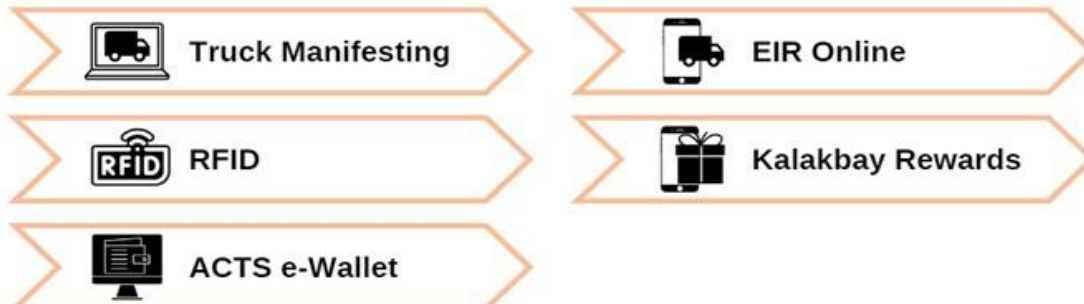 Truck Manifesting
EIR Online
RFID
RFID
Kalakbay Rewards
ACTS e-Wallet